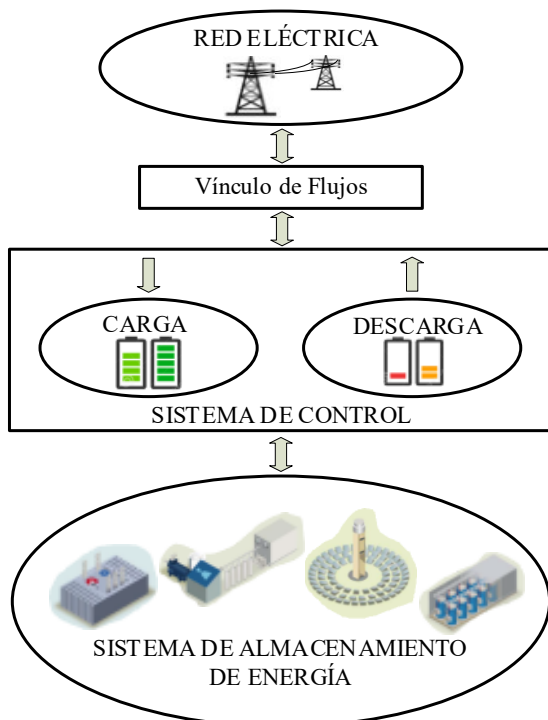 RED ELÉCTRICA
Vínculo de Flujos
CARGA
DESCARGA
SISTEMA DE CONTROL
SISTEMA DE ALMACENAMIENTO
DE ENERGÍA